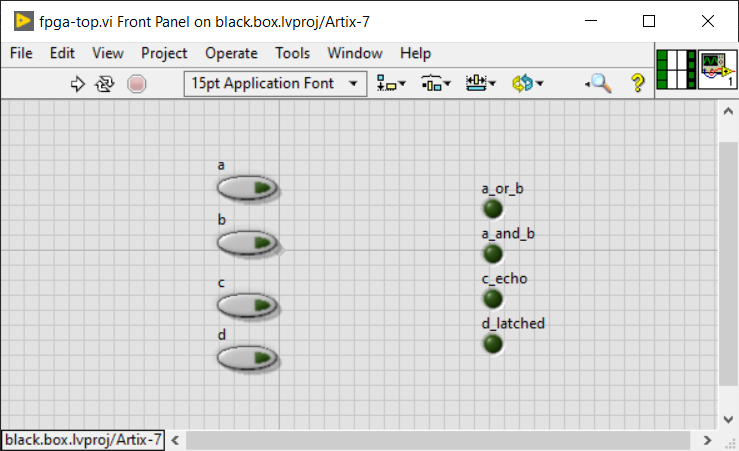 fpga-top.vi Front Panel on black.box.lvproj/Artix-7
File Edit View Project Operate Tools Window Help
15pt Application Font
1
a
b
c
d
a_or_b
a_and_b
c_echo
d_latched
black.box.lvproj/Artix-7